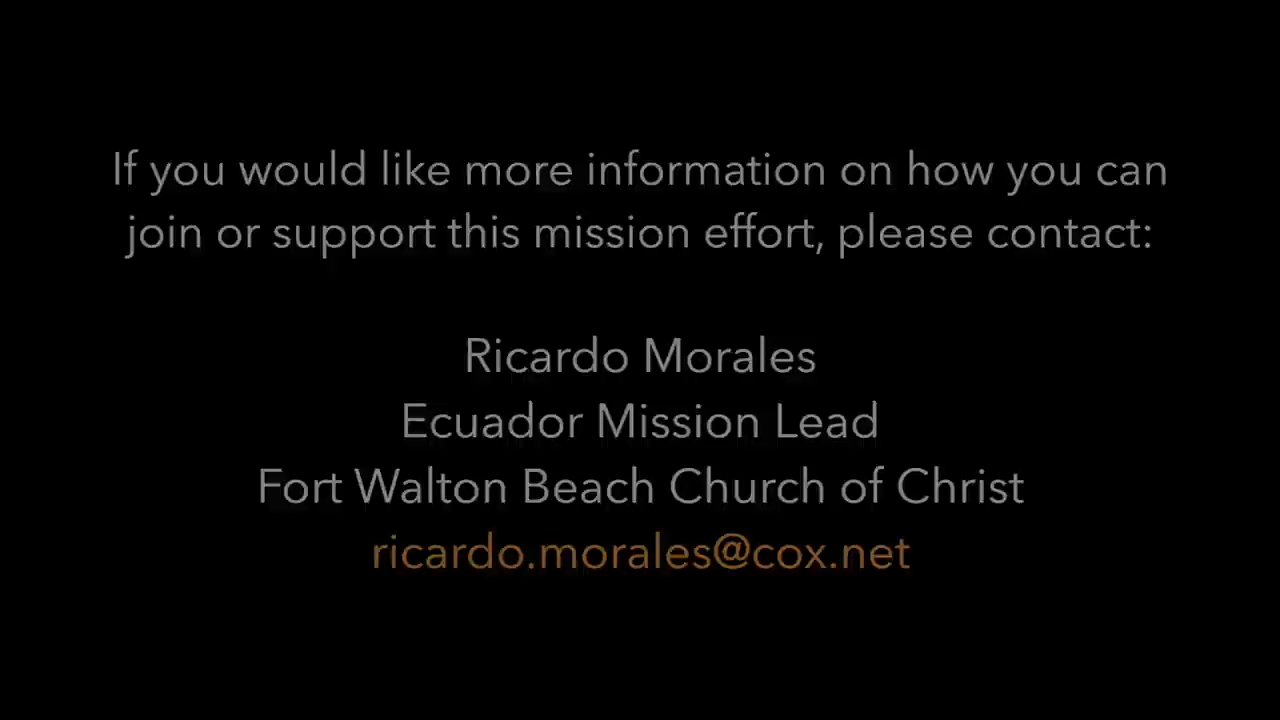 If you would like more information on how you can
join or support this mission effort, please contact:
Ricardo Morales
Ecuador Mission Lead
Fort Walton Beach Church of Christ
ricardo.morales@cox.net